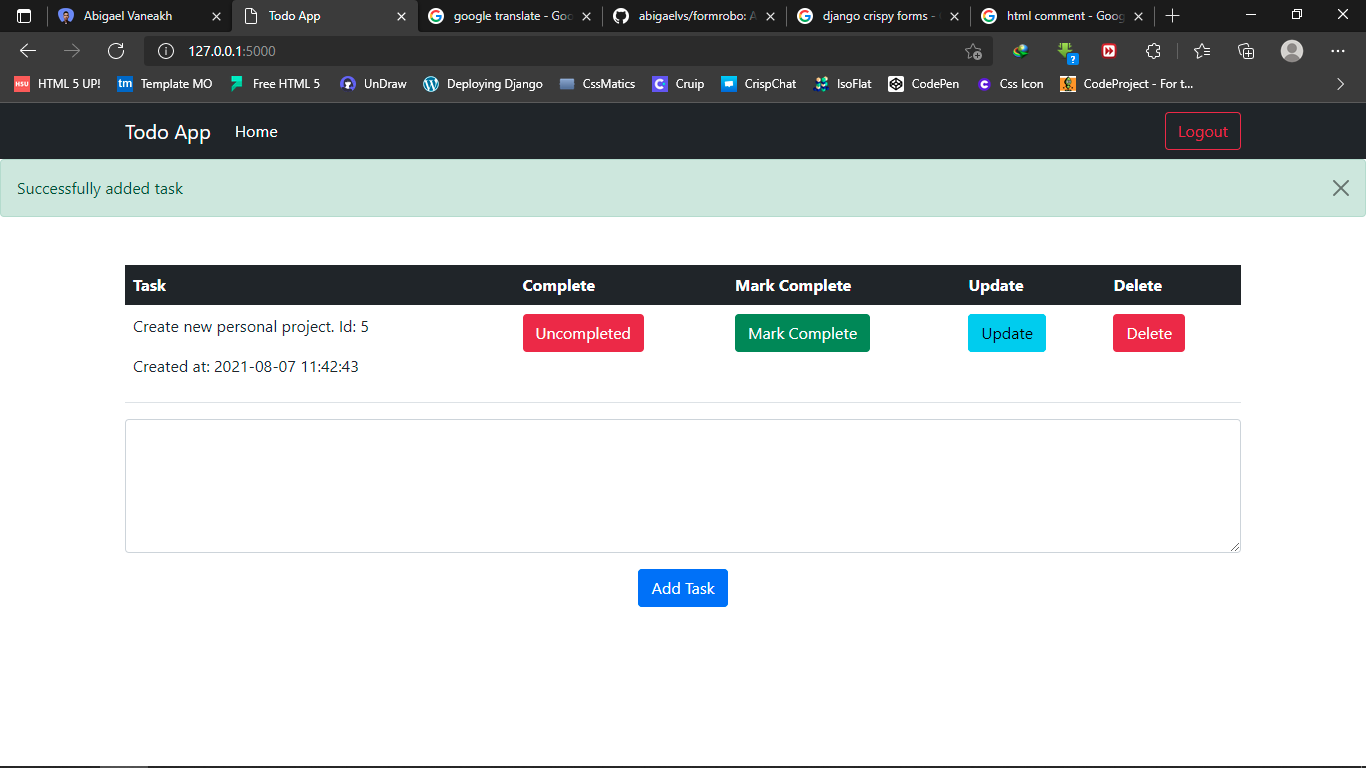 Abigael Vaneakh
Todo App
google translate - Goo
abigaelvs/formrobo: A
django crispy forms -
html comment - Goog
127.0.0.1:5000
HSU HTML 5 UP! tm Template MO Free HTML 5 UnDraw Deploying Django CssMatics Cruip CrispChat IsoFlat CodePen Css Icon CodeProject - For t...
Todo App Home Logout
Successfully added task
Task Complete Mark Complete Update Delete
Create new personal project. Id: 5 Uncompleted Mark Complete Update Delete
Created at: 2021-08-07 11:42:43
Add Task